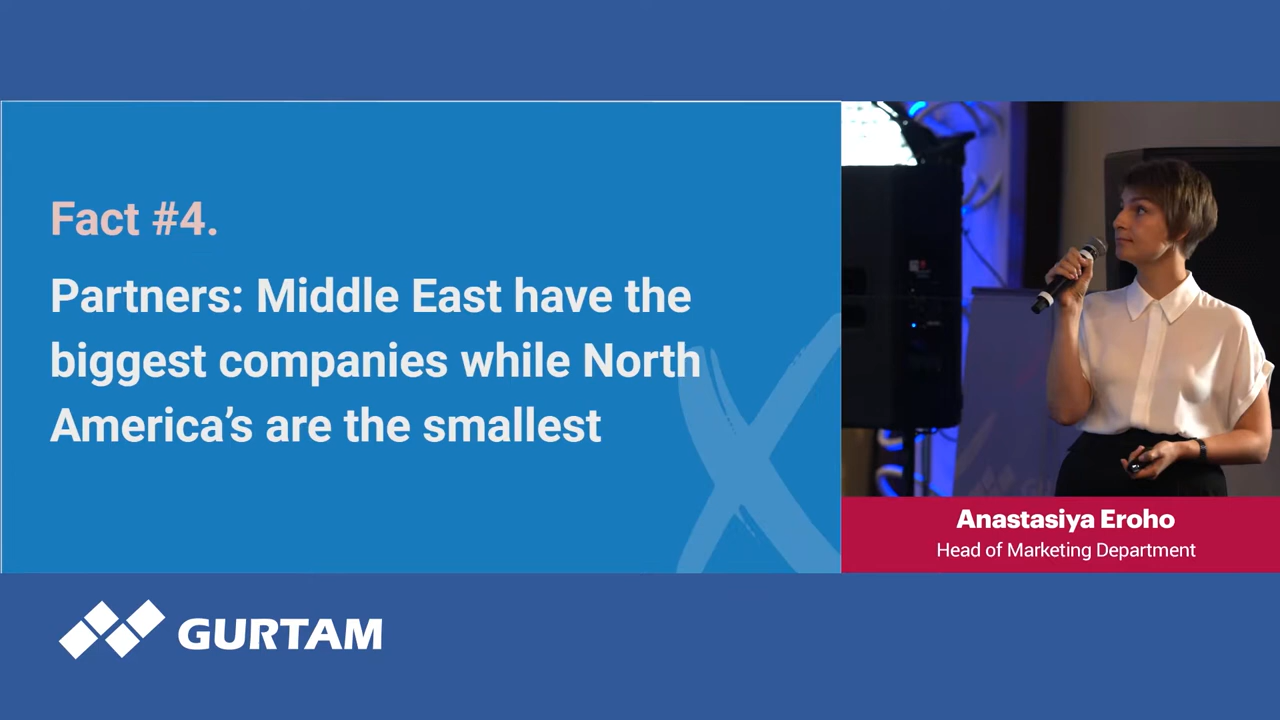 Fact #4.
Partners: Middle East have the
biggest companies while North
America’s are the smallest
Anastasiya Eroho
Head of Marketing Department
GURTAM